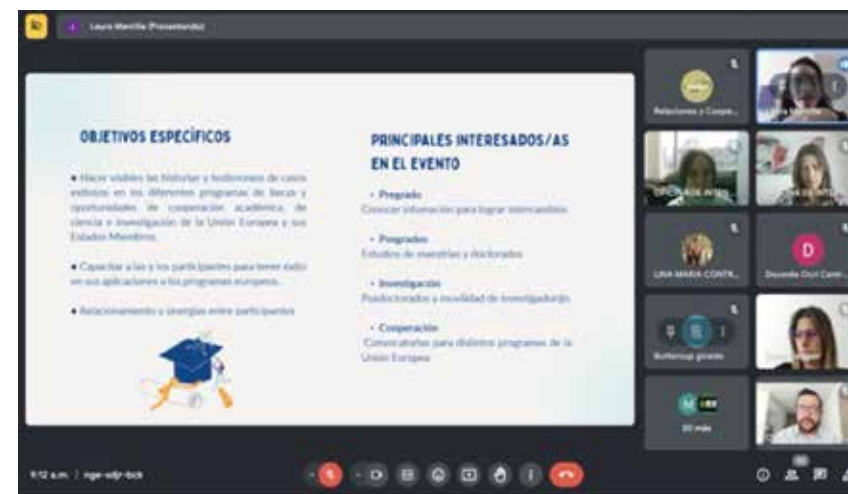 Laura Mantilla (Presentando)
OBJETIVOS ESPECÍFICOS
• Hacer visibles las historias y testimonios de casos
exitosos en los diferentes programas de becas y
oportunidades de cooperación académica, de
ciencia e investigación de la Unión Europea y sus
Estados Miembros.
• Capacitar a las y los participantes para tener éxito
en sus aplicaciones a los programas europeos.
• Relacionamiento y sinergias entre participantes
PRINCIPALES INTERESADOS/AS
EN EL EVENTO
• Pregrado
Conocer información para lograr intercambios
• Posgrados
Estudios de maestrías y doctorados
• Investigación
Posdoctorados y movilidad de investigadores
• Cooperación
Convocatorias para distintos programas de la
Unión Europea
Relaciones y Coope...
LINA MARIA CONTR...
D
Buttercup giraldo
M
20 más
9:12 a.m. |